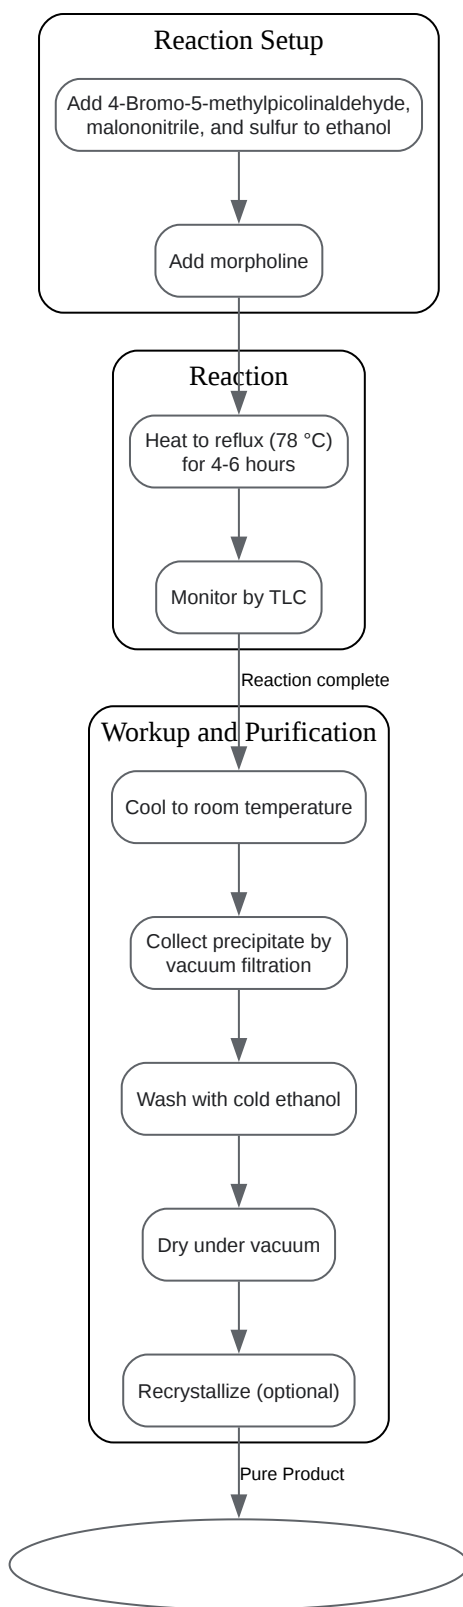 Reaction Setup
Add 4-Bromo-5-methylpicolinaldehyde,
malononitrile, and sulfur to ethanol
Add morpholine
Reaction
Heat to reflux (78 °C)
for 4-6 hours
Monitor by TLC
Reaction complete
Workup and Purification
Cool to room temperature
Collect precipitate by
vacuum filtration
Wash with cold ethanol
Dry under vacuum
Recrystallize (optional)
Pure Product